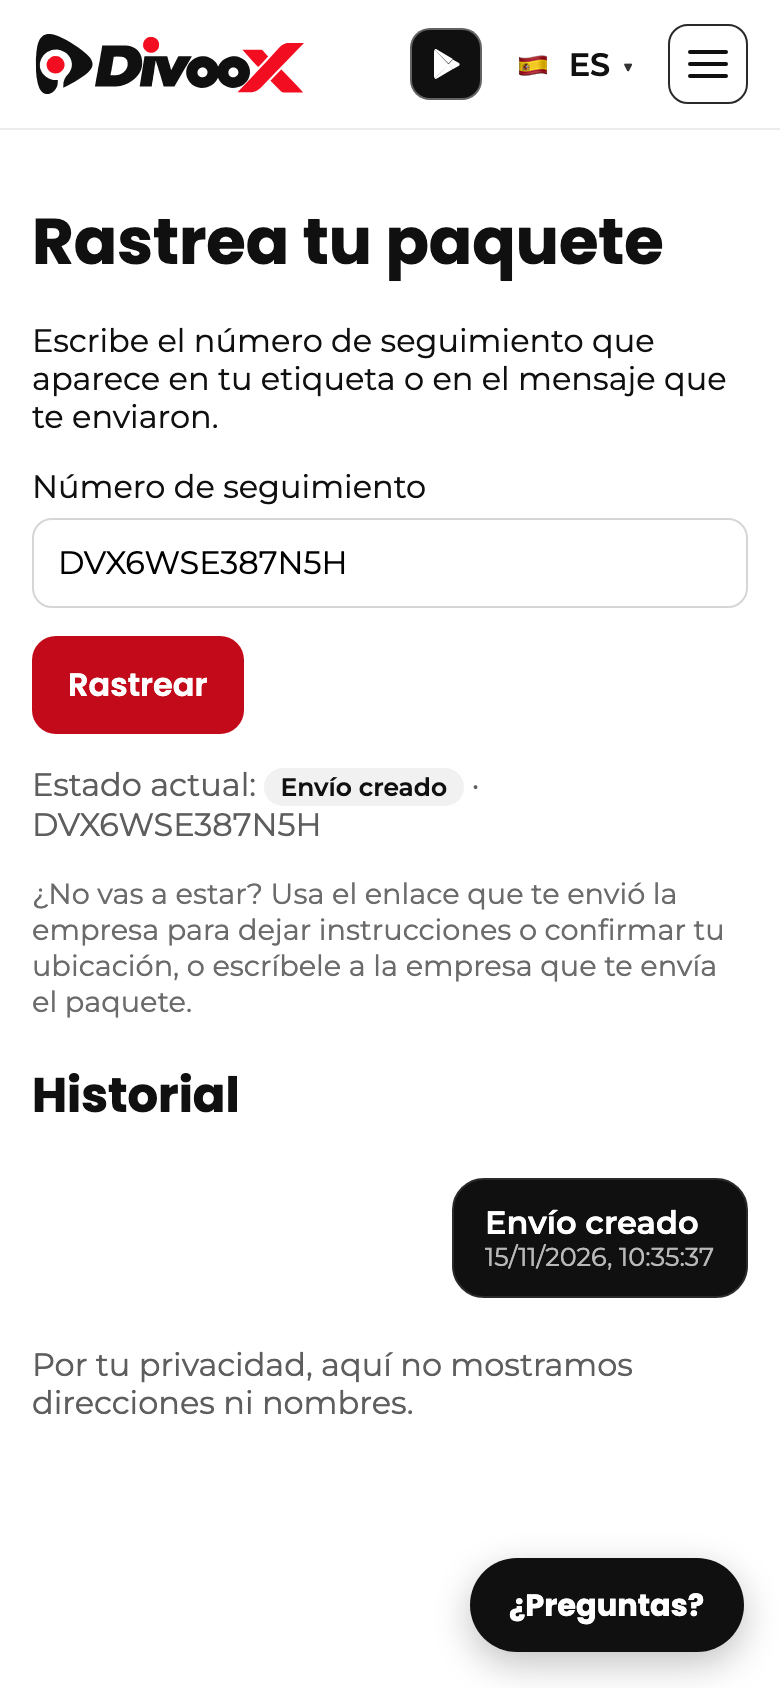 DivooX
ES
Rastrea tu paquete
Escribe el número de seguimiento que
aparece en tu etiqueta o en el mensaje que
te enviaron.
Número de seguimiento
DVX6WSE387N5H
Rastrear
Estado actual: Envío creado ·
DVX6WSE387N5H
¿No vas a estar? Usa el enlace que te envió la
empresa para dejar instrucciones o confirmar tu
ubicación, o escríbele a la empresa que te envía
el paquete.
Historial
Envío creado
15/11/2026, 10:35:37
Por tu privacidad, aquí no mostramos
direcciones ni nombres.
¿Preguntas?